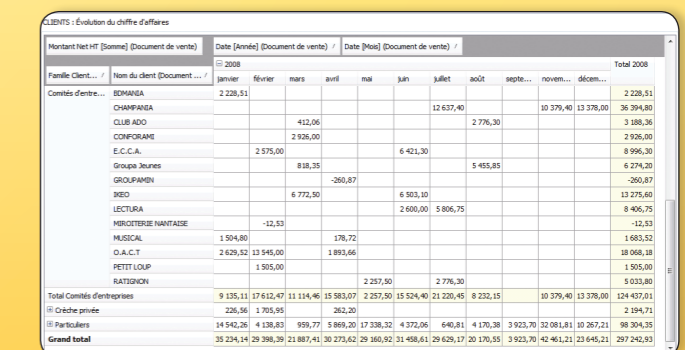 CLIENTS : Évolution du chiffre d'affaires
Montant Net HT [Somme] (Document de vente) Date [Année] (Document de vente) / Date [Mois] (Document de vente) /
2008 Total 2008
Famille Client... / Nom du client (Document ... / janvier février mars avril mai juin juillet août septe... novem... décem...
Comités d'entre... BDMANIA 2 228,51 2 228,51
CHAMPANIA 12 637,40 10 379,40 13 378,00 36 394,80
CLUB ADO 412,06 2 776,30 3 188,36
CONFORAMI 2 926,00 2 926,00
E.C.C.A. 2 575,00 6 421,30 8 996,30
Groupa Jeunes 818,35 5 455,85 6 274,20
GROUPAMIN -260,87 -260,87
IKEO 6 772,50 6 503,10 13 275,60
LECTURA 2 600,00 5 806,75 8 406,75
MIROITERIE NANTAISE -12,53 -12,53
MUSICAL 1 504,80 178,72 1 683,52
O.A.C.T 2 629,52 13 545,00 1 893,66 18 068,18
PETIT LOUP 1 505,00 1 505,00
RATIGNON 2 257,50 2 776,30 5 033,80
Total Comités d'entreprises 9 135,11 17 612,47 11 114,46 15 583,07 2 257,50 15 524,40 21 220,45 8 232,15 10 379,40 13 378,00 124 437,01
Crèche privée 226,56 1 705,95 262,20 2 194,71
Particuliers 14 542,26 4 138,83 959,77 5 869,20 17 338,32 4 372,06 640,81 4 170,38 3 923,70 32 081,81 10 267,21 98 304,35
Grand total 35 234,14 29 398,39 21 887,41 30 273,62 29 160,92 31 458,61 29 629,17 20 170,55 3 923,70 42 461,21 23 645,21 297 242,93